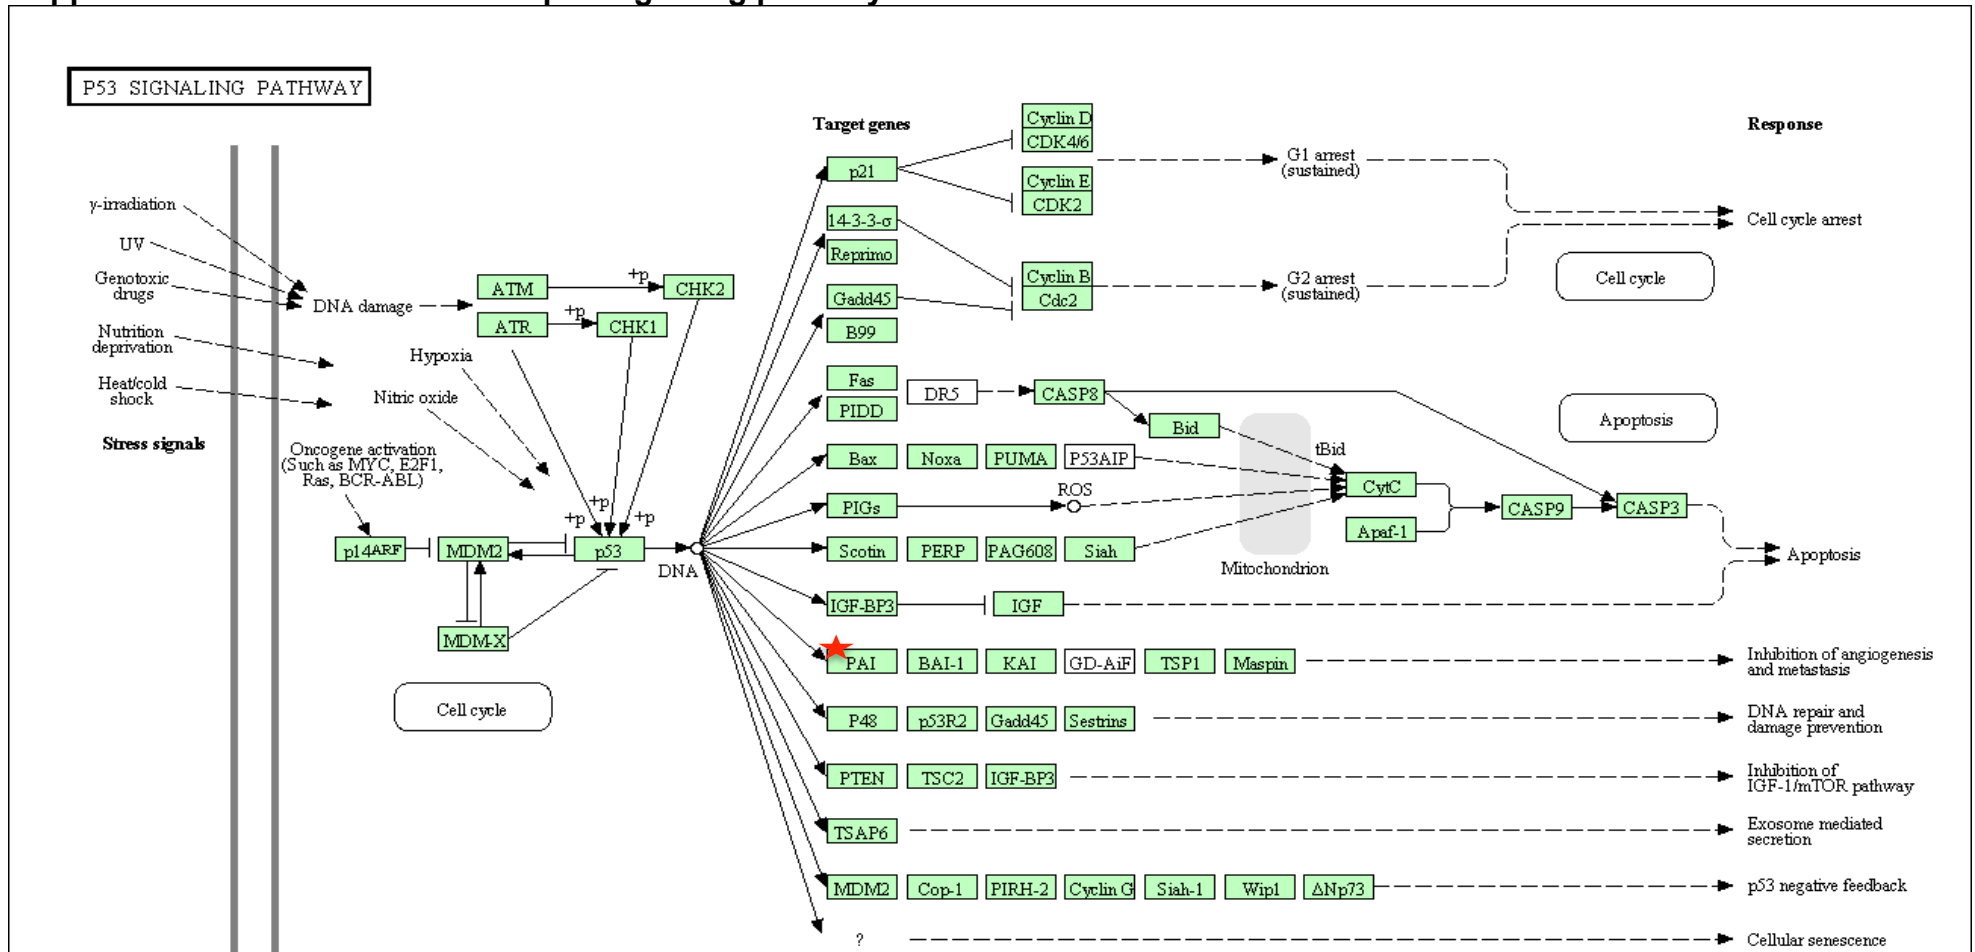 P53 SIGNALING PATHWAY
Target genes
Response
γ-irradiation
UV
Genotoxic
drugs
Nutrition
deprivation
Heat/cold
shock
Stress signals
DNA damage
ATM
+p
CHK2
ATR
+p
CHK1
Hypoxia
Nitric oxide
Oncogene activation
(Such as MYC, E2F1,
Ras, BCR-ABL)
p14ARF
MDM2
+p
+p
+p
p53
MDM-X
DNA
Cell cycle
p21
Cyclin D
CDK4/6
Cyclin E
CDK2
G1 arrest
(sustained)
14-3-3-σ
Reprimo
Gadd45
B99
Cyclin B
Cdc2
G2 arrest
(sustained)
Cell cycle arrest
Cell cycle
Fas
PIDD
DR5
CASP8
Bid
tBid
Apoptosis
Bax
Noxa
PUMA
P53AIP
PIGs
ROS
CytC
Apaf-1
CASP9
CASP3
Scotin
PERP
PAG608
Siah
Mitochondrion
Apoptosis
IGF-BP3
IGF
PAI
BAI-1
KAI
GD-AiF
TSP1
Maspin
Inhibition of angiogenesis
and metastasis
P48
p53R2
Gadd45
Sestrins
DNA repair and
damage prevention
PTEN
TSC2
IGF-BP3
Inhibition of
IGF-1/mTOR pathway
TSAP6
Exosome mediated
secretion
MDM2
Cop-1
PIRH-2
Cyclin G
Siah-1
Wip1
ΔNp73
p53 negative feedback
?
Cellular senescence